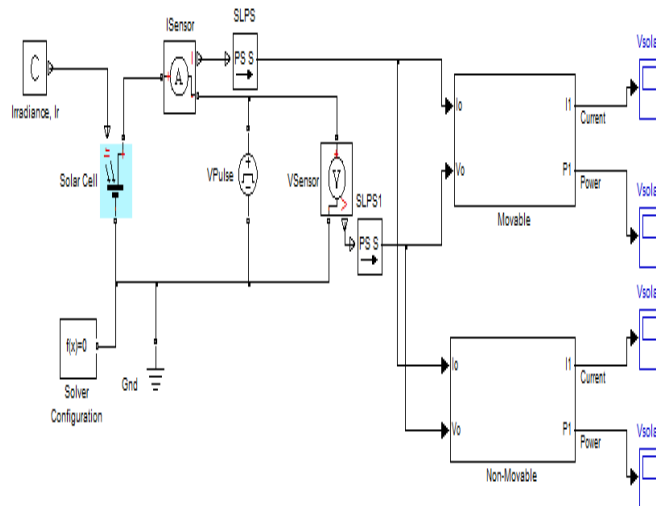 SLPS
ISensor
Vsola
C
A
I
PS S
Irradiance, Ir
Io
I1
Current
Ir
Solar Cell
VPulse
VSensor
V
SLPS1
Vo
P1
Power
Vsola
PS S
Movable
Vsola
f(x)=0
Solver
Configuration
Gnd
Io
I1
Current
Vo
P1
Power
Vsola
Non-Movable